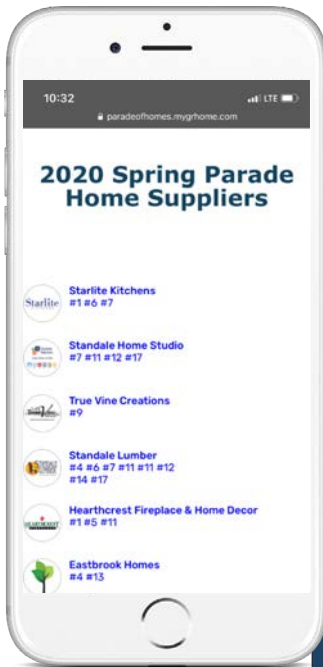 10:32
LTE
paradeofhomes.mygrhome.com
2020 Spring Parade
Home Suppliers
Starlite
Starlite Kitchens
#1 #6 #7
Standale Home Studio
#7 #11 #12 #17
True Vine Creations
#9
Standale Lumber
#4 #6 #7 #11 #11 #12
#14 #17
Hearthcrest Fireplace & Home Decor
#1 #5 #11
Eastbrook Homes
#4 #13